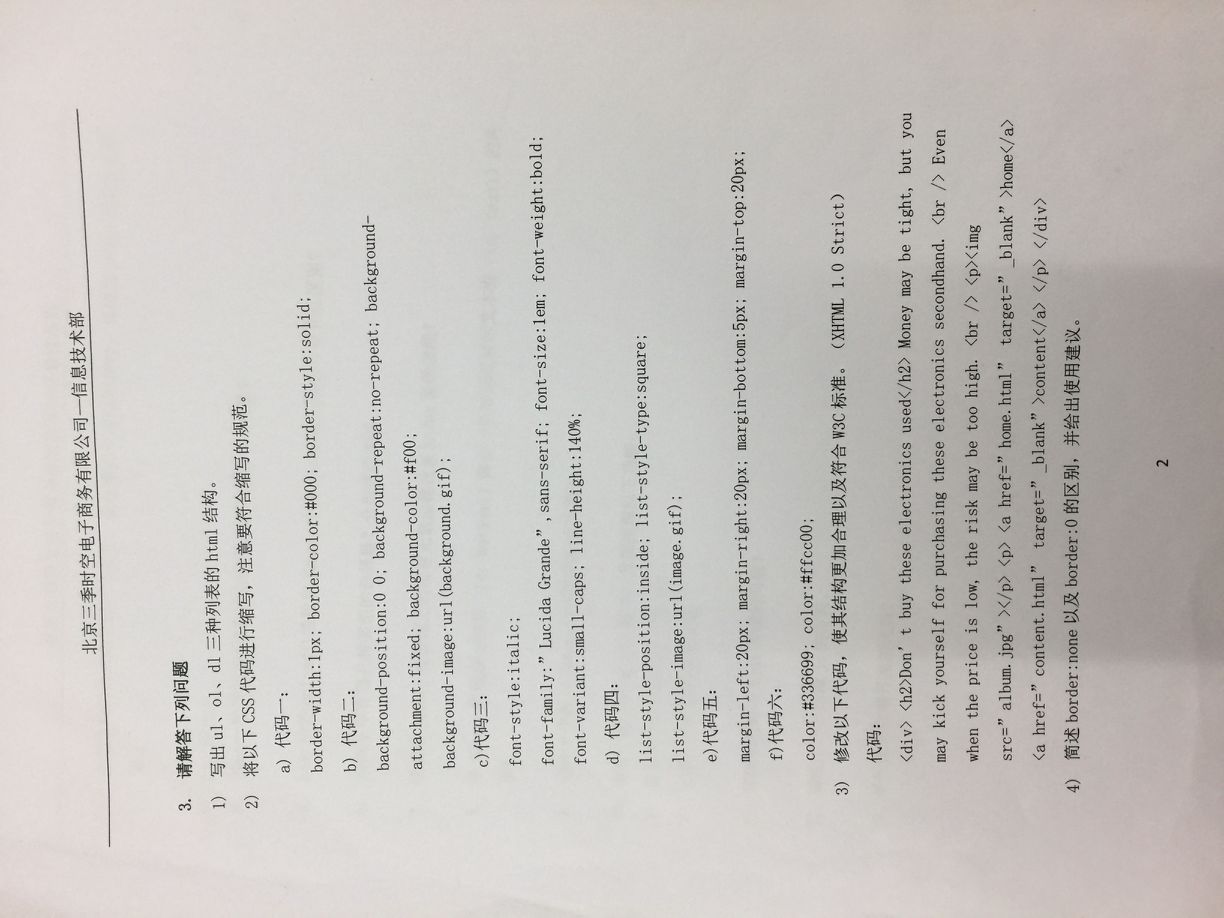 北京三季时空电子商务有限公司—信息技术部
3. 请解答下列问题
1) 写出 ul、ol、dl 三种列表的 html 结构。
2) 将以下 CSS 代码进行缩写，注意要符合缩写的规范。
a) 代码一：
border-width:1px; border-color:#000; border-style:solid;
b) 代码二：
background-position:0 0; background-repeat:no-repeat; background-
attachment:fixed; background-color:#f00;
background-image:url(background.gif);
c)代码三：
font-style:italic;
font-family:”Lucida Grande”,sans-serif; font-size:1em; font-weight:bold;
font-variant:small-caps; line-height:140%;
d) 代码四：
list-style-position:inside; list-style-type:square;
list-style-image:url(image.gif);
e)代码五：
margin-left:20px; margin-right:20px; margin-bottom:5px; margin-top:20px;
f)代码六：
color:#336699; color:#ffcc00;
3) 修改以下代码，使其结构更加合理以及符合 W3C 标准。（XHTML 1.0 Strict）
代码：
<div> <h2>Don’t buy these electronics used</h2> Money may be tight, but you
may kick yourself for purchasing these electronics secondhand. <br /> Even
when the price is low, the risk may be too high. <br /> <p><img
src=”album.jpg”></p> <p> <a href=”home.html” target=”_blank”>home</a>
<a href=”content.html” target=”_blank”>content</a> </p> </div>
4) 简述 border:none 以及 border:0 的区别，并给出使用建议。
2